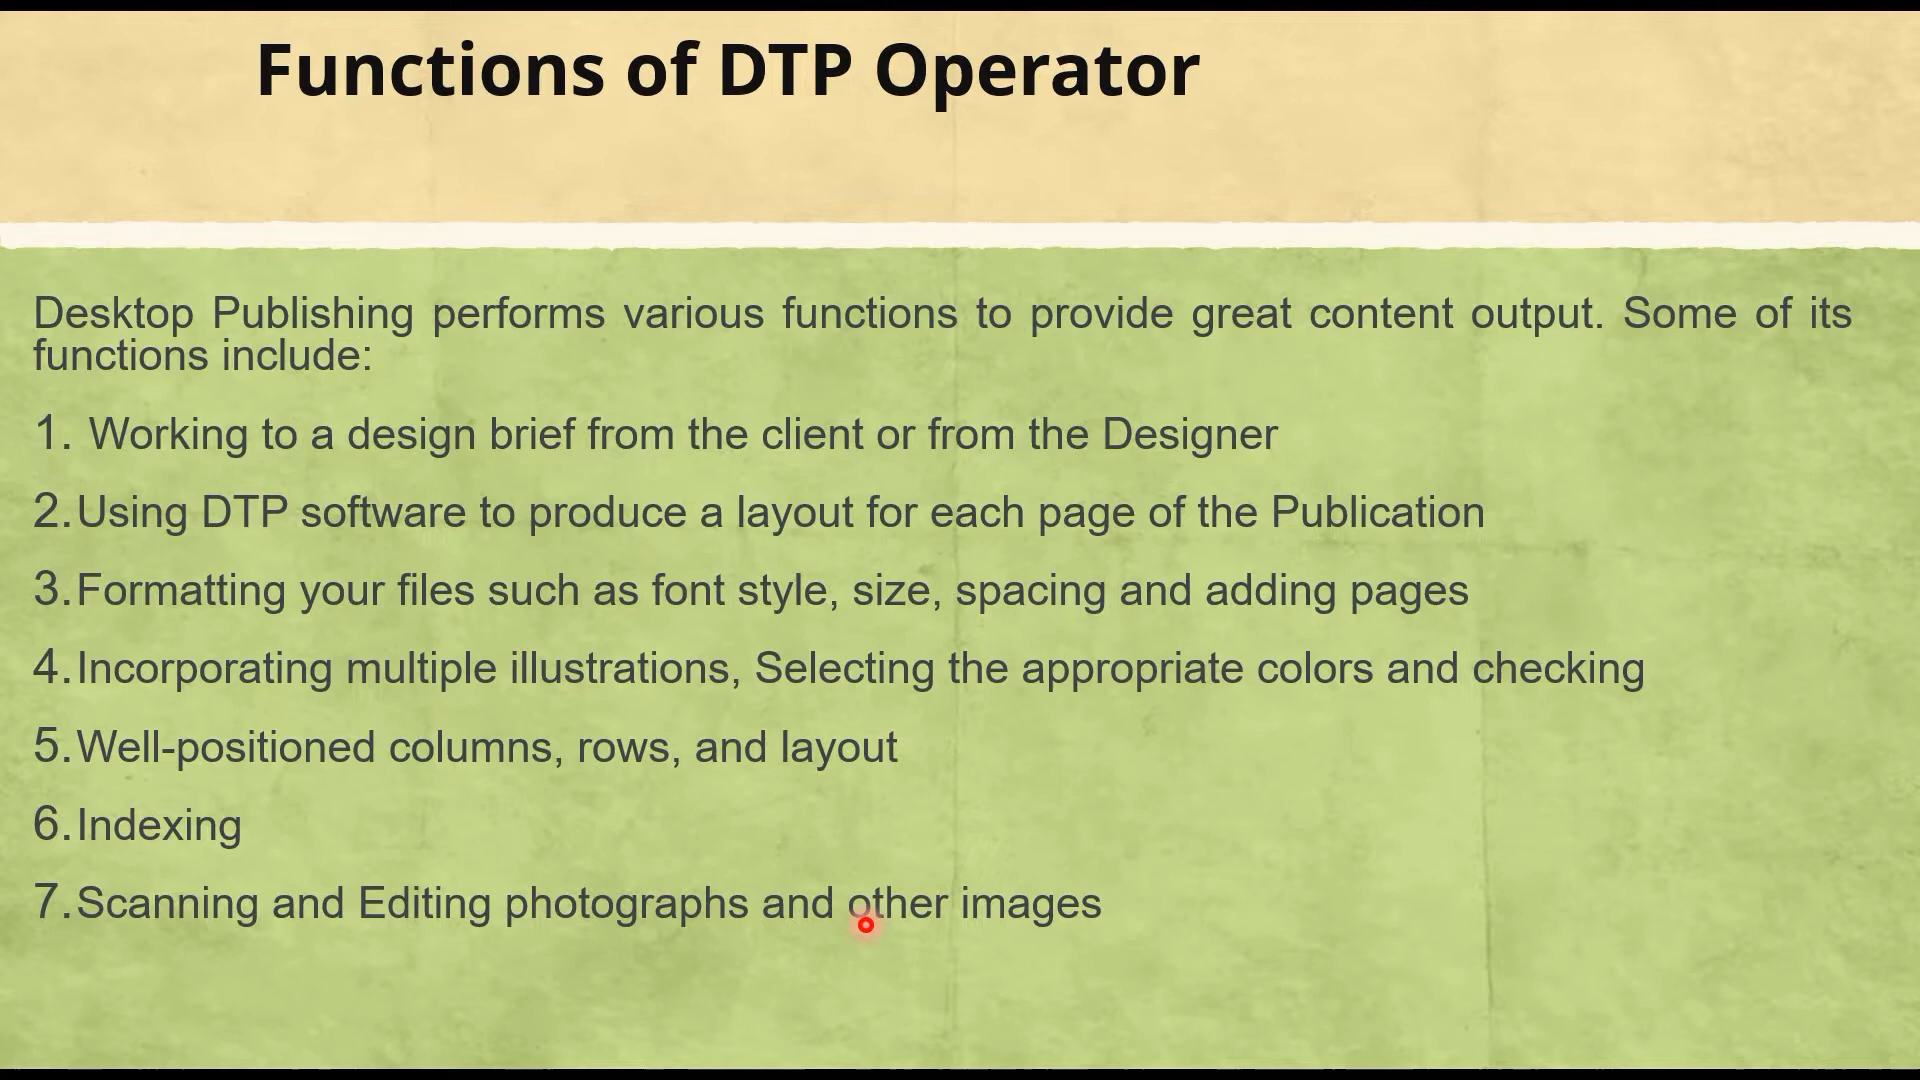 Functions of DTP Operator
Desktop Publishing performs various functions to provide great content output. Some of its
functions include:
1. Working to a design brief from the client or from the Designer
2. Using DTP software to produce a layout for each page of the Publication
3. Formatting your files such as font style, size, spacing and adding pages
4. Incorporating multiple illustrations, Selecting the appropriate colors and checking
5. Well-positioned columns, rows, and layout
6. Indexing
7. Scanning and Editing photographs and other images